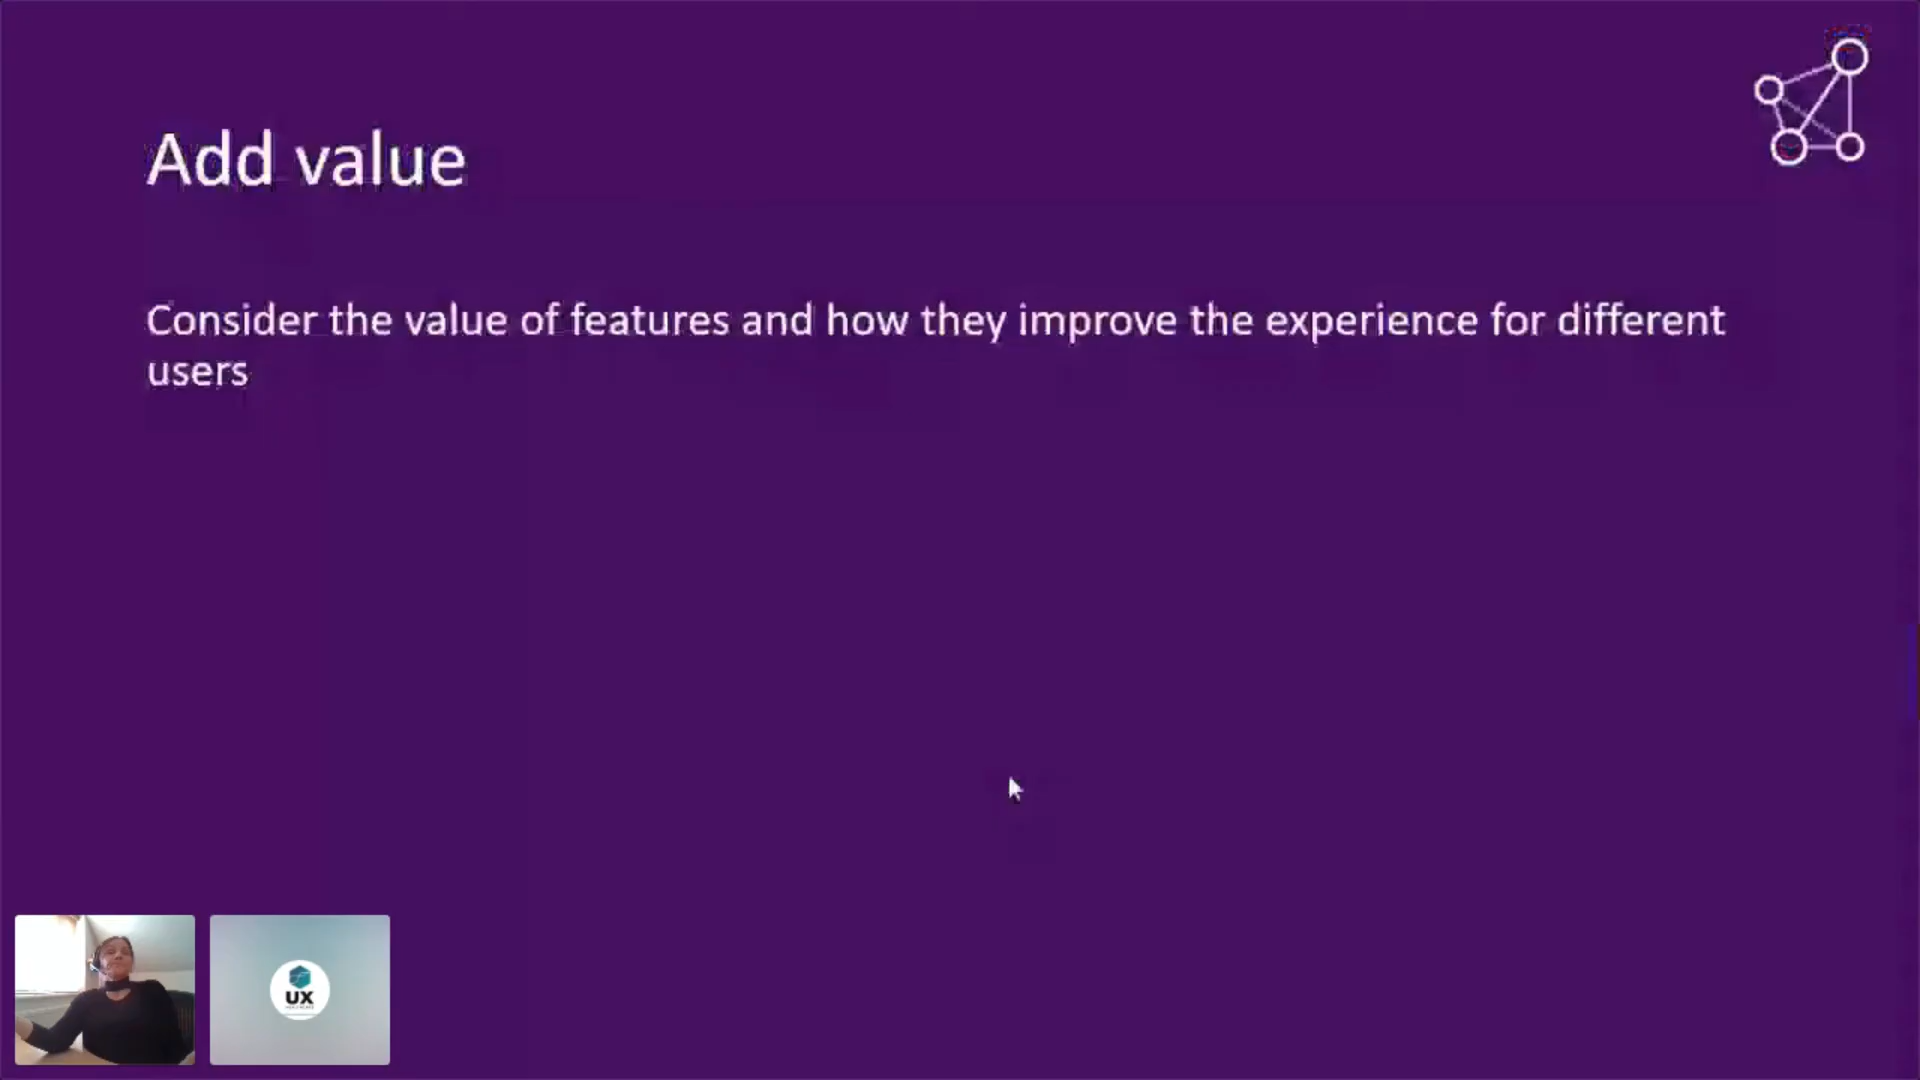 Add value
Consider the value of features and how they improve the experience for different
users
UX